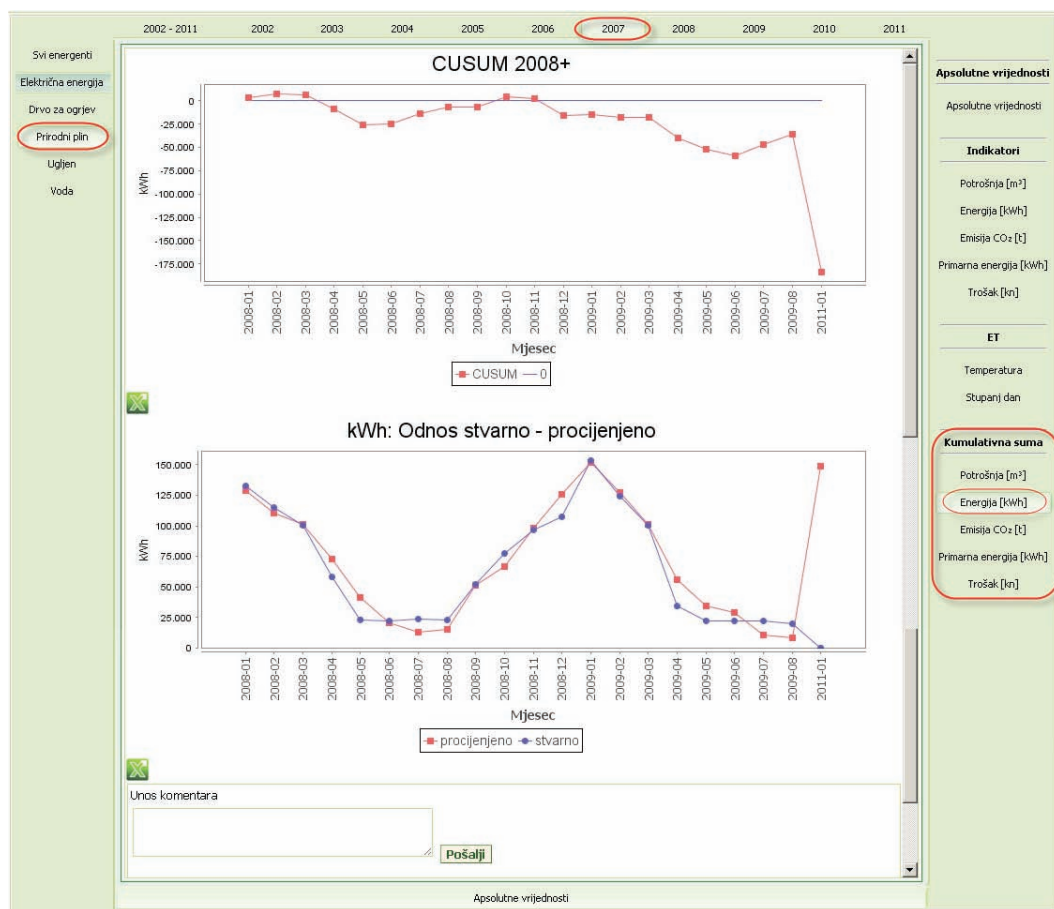 2002 - 2011 2002 2003 2004 2005 2006 2007 2008 2009 2010 2011
Svi energenti
Električna energija
Drvo za ogrjev
Prirodni plin
Ugljen
Voda
CUSUM 2008+
kWh
0
-25.000
-50.000
-75.000
-100.000
-125.000
-150.000
-175.000
2008-01 2008-02 2008-03 2008-04 2008-05 2008-06 2008-07 2008-08 2008-09 2008-10 2008-11 2008-12 2009-01 2009-02 2009-03 2009-04 2009-05 2009-06 2009-07 2009-08 2011-01
Mjesec
CUSUM 0
kWh: Odnos stvarno - procijenjeno
kWh
150.000
125.000
100.000
75.000
50.000
25.000
0
2008-01 2008-02 2008-03 2008-04 2008-05 2008-06 2008-07 2008-08 2008-09 2008-10 2008-11 2008-12 2009-01 2009-02 2009-03 2009-04 2009-05 2009-06 2009-07 2009-08 2011-01
Mjesec
procijenjeno stvarno
Unos komentara
Pošalji
Apsolutne vrijednosti
Apsolutne vrijednosti
Indikatori
Potrošnja [m³]
Energija [kWh]
Emisija CO₂ [t]
Primarna energija [kWh]
Trošak [kn]
ET
Temperatura
Stupanj dan
Kumulativna suma
Potrošnja [m³]
Energija [kWh]
Emisija CO₂ [t]
Primarna energija [kWh]
Trošak [kn]
Apsolutne vrijednosti